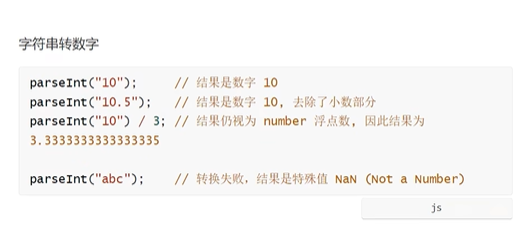 字符串转数字
parseInt("10");     // 结果是数字 10
parseInt("10.5");   // 结果是数字 10, 去除了小数部分
parseInt("10") / 3; // 结果仍视为 number 浮点数, 因此结果为
3.3333333333333335
parseInt("abc");    // 转换失败，结果是特殊值 NaN (Not a Number)
js